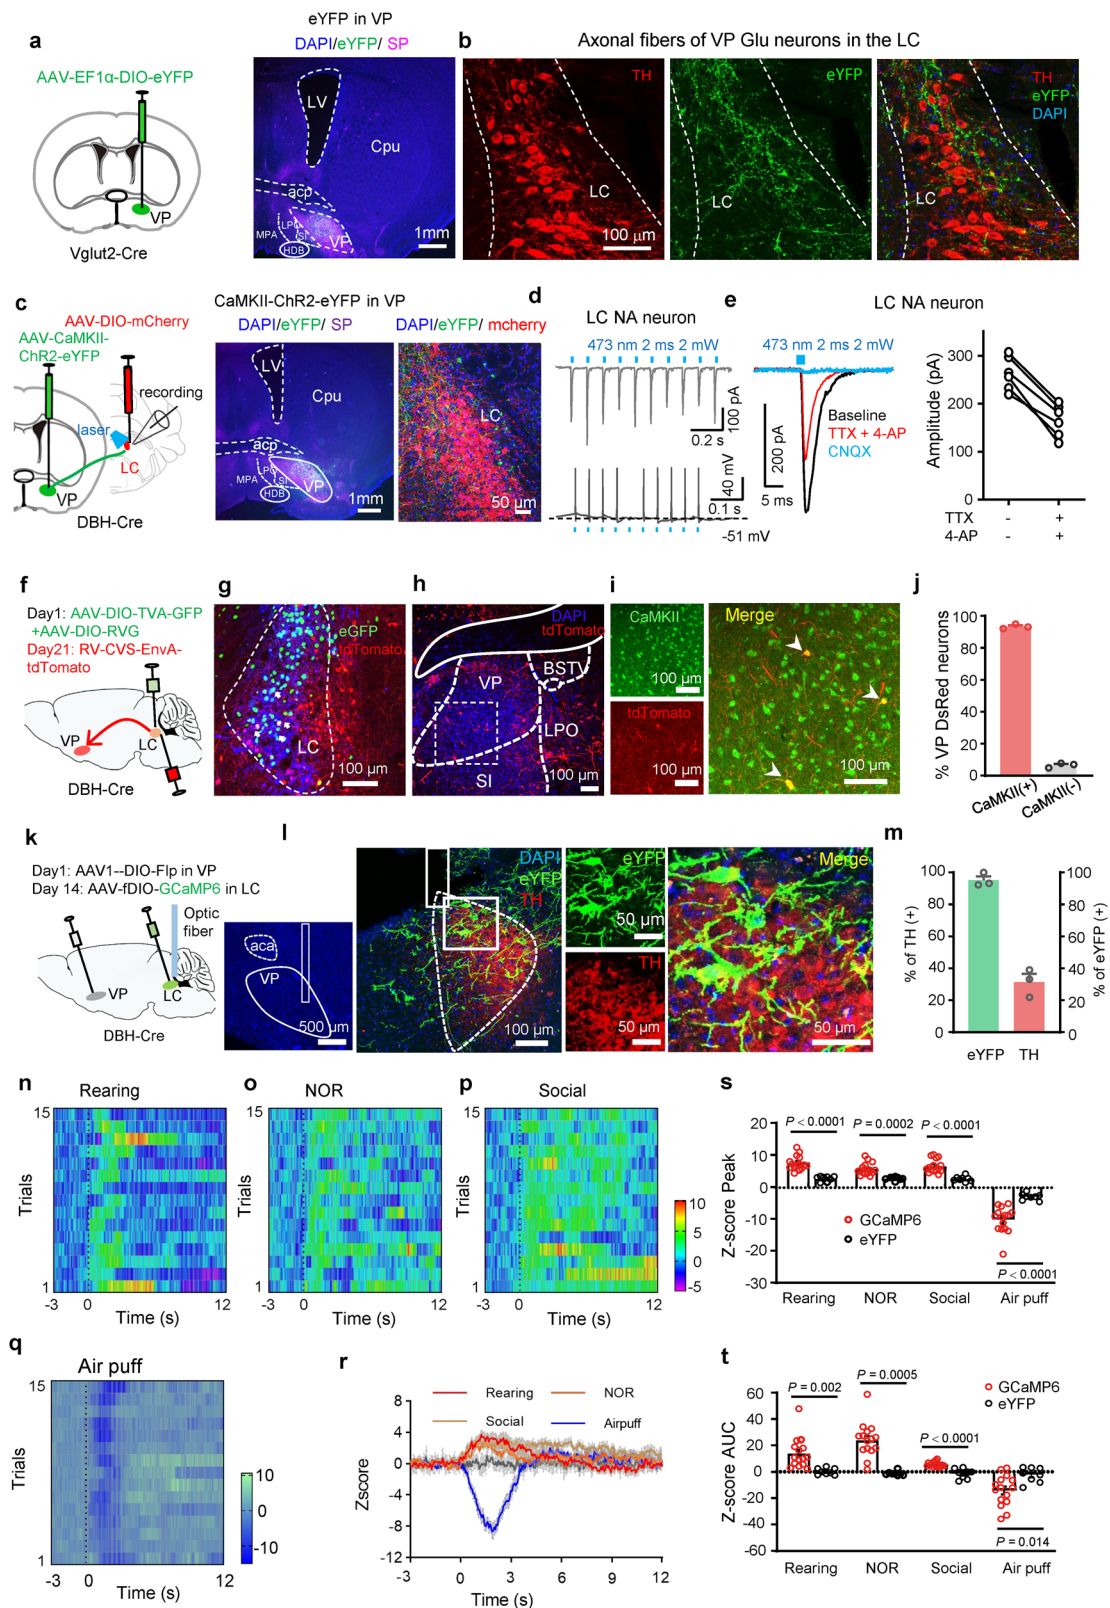 a
eYFP in VP
DAPI/eYFP/ SP
AAV-EF1α-DIO-eYFP
VP
Vglut2-Cre
LV
Cpu
acp
LPO
SI
MPA
HDB
VP
1mm
b
Axonal fibers of VP Glu neurons in the LC
TH
LC
100 µm
eYFP
LC
TH
eYFP
DAPI
LC
c
AAV-DIO-mCherry
AAV-CaMKII-
ChR2-eYFP
recording
laser
LC
VP
DBH-Cre
CaMKII-ChR2-eYFP in VP
DAPI/eYFP/ SP
LV
Cpu
acp
LPO
SI
MPA
HDB
VP
1mm
DAPI/eYFP/ mcherry
LC
50 µm
d
LC NA neuron
473 nm 2 ms 2 mW
100 pA
0.2 s
40 mV
0.1 s
-51 mV
e
LC NA neuron
473 nm 2 ms 2 mW
Baseline
TTX + 4-AP
CNQX
200 pA
5 ms
Amplitude (pA)
300
200
100
0
TTX - +
4-AP - +
f
Day1: AAV-DIO-TVA-GFP
+AAV-DIO-RVG
Day21: RV-CVS-EnvA-
tdTomato
VP
LC
DBH-Cre
g
TH
eGFP
tdTomato
LC
100 µm
h
DAPI
tdTomato
BSTV
VP
LPO
SI
100 µm
i
CaMKII
100 µm
tdTomato
100 µm
Merge
100 µm
j
% VP DsRed neurons
100
80
60
40
20
0
CaMKII(+)
CaMKII(-)
k
Day1: AAV1--DIO-Flp in VP
Day 14: AAV-fDIO-GCaMP6 in LC
Optic
fiber
VP
LC
DBH-Cre
l
aca
VP
500 µm
DAPI
eYFP
TH
100 µm
eYFP
50 µm
TH
50 µm
Merge
50 µm
m
% of TH (+)
100
80
60
40
20
0
% of eYFP (+)
100
80
60
40
20
0
eYFP TH
n
Rearing
15
Trials
1
-3 0 12
Time (s)
o
NOR
15
1
-3 0 12
Time (s)
p
Social
15
Trials
1
-3 0 12
Time (s)
10
5
0
-5
s
P < 0.0001
P = 0.0002
P < 0.0001
Z-score Peak
20
10
0
-10
-20
-30
GCaMP6
eYFP
P < 0.0001
Rearing NOR Social Air puff
q
Air puff
15
Trials
1
-3 0 12
Time (s)
10
0
-10
r
Rearing NOR
Social Airpuff
Zscore
8
4
0
-4
-8
-12
-3 0 3 6 9 12
Time (s)
t
P = 0.002
P = 0.0005
P < 0.0001
GCaMP6
eYFP
Z-score AUC
60
40
20
0
-20
-40
-60
P = 0.014
Rearing NOR Social Air puff